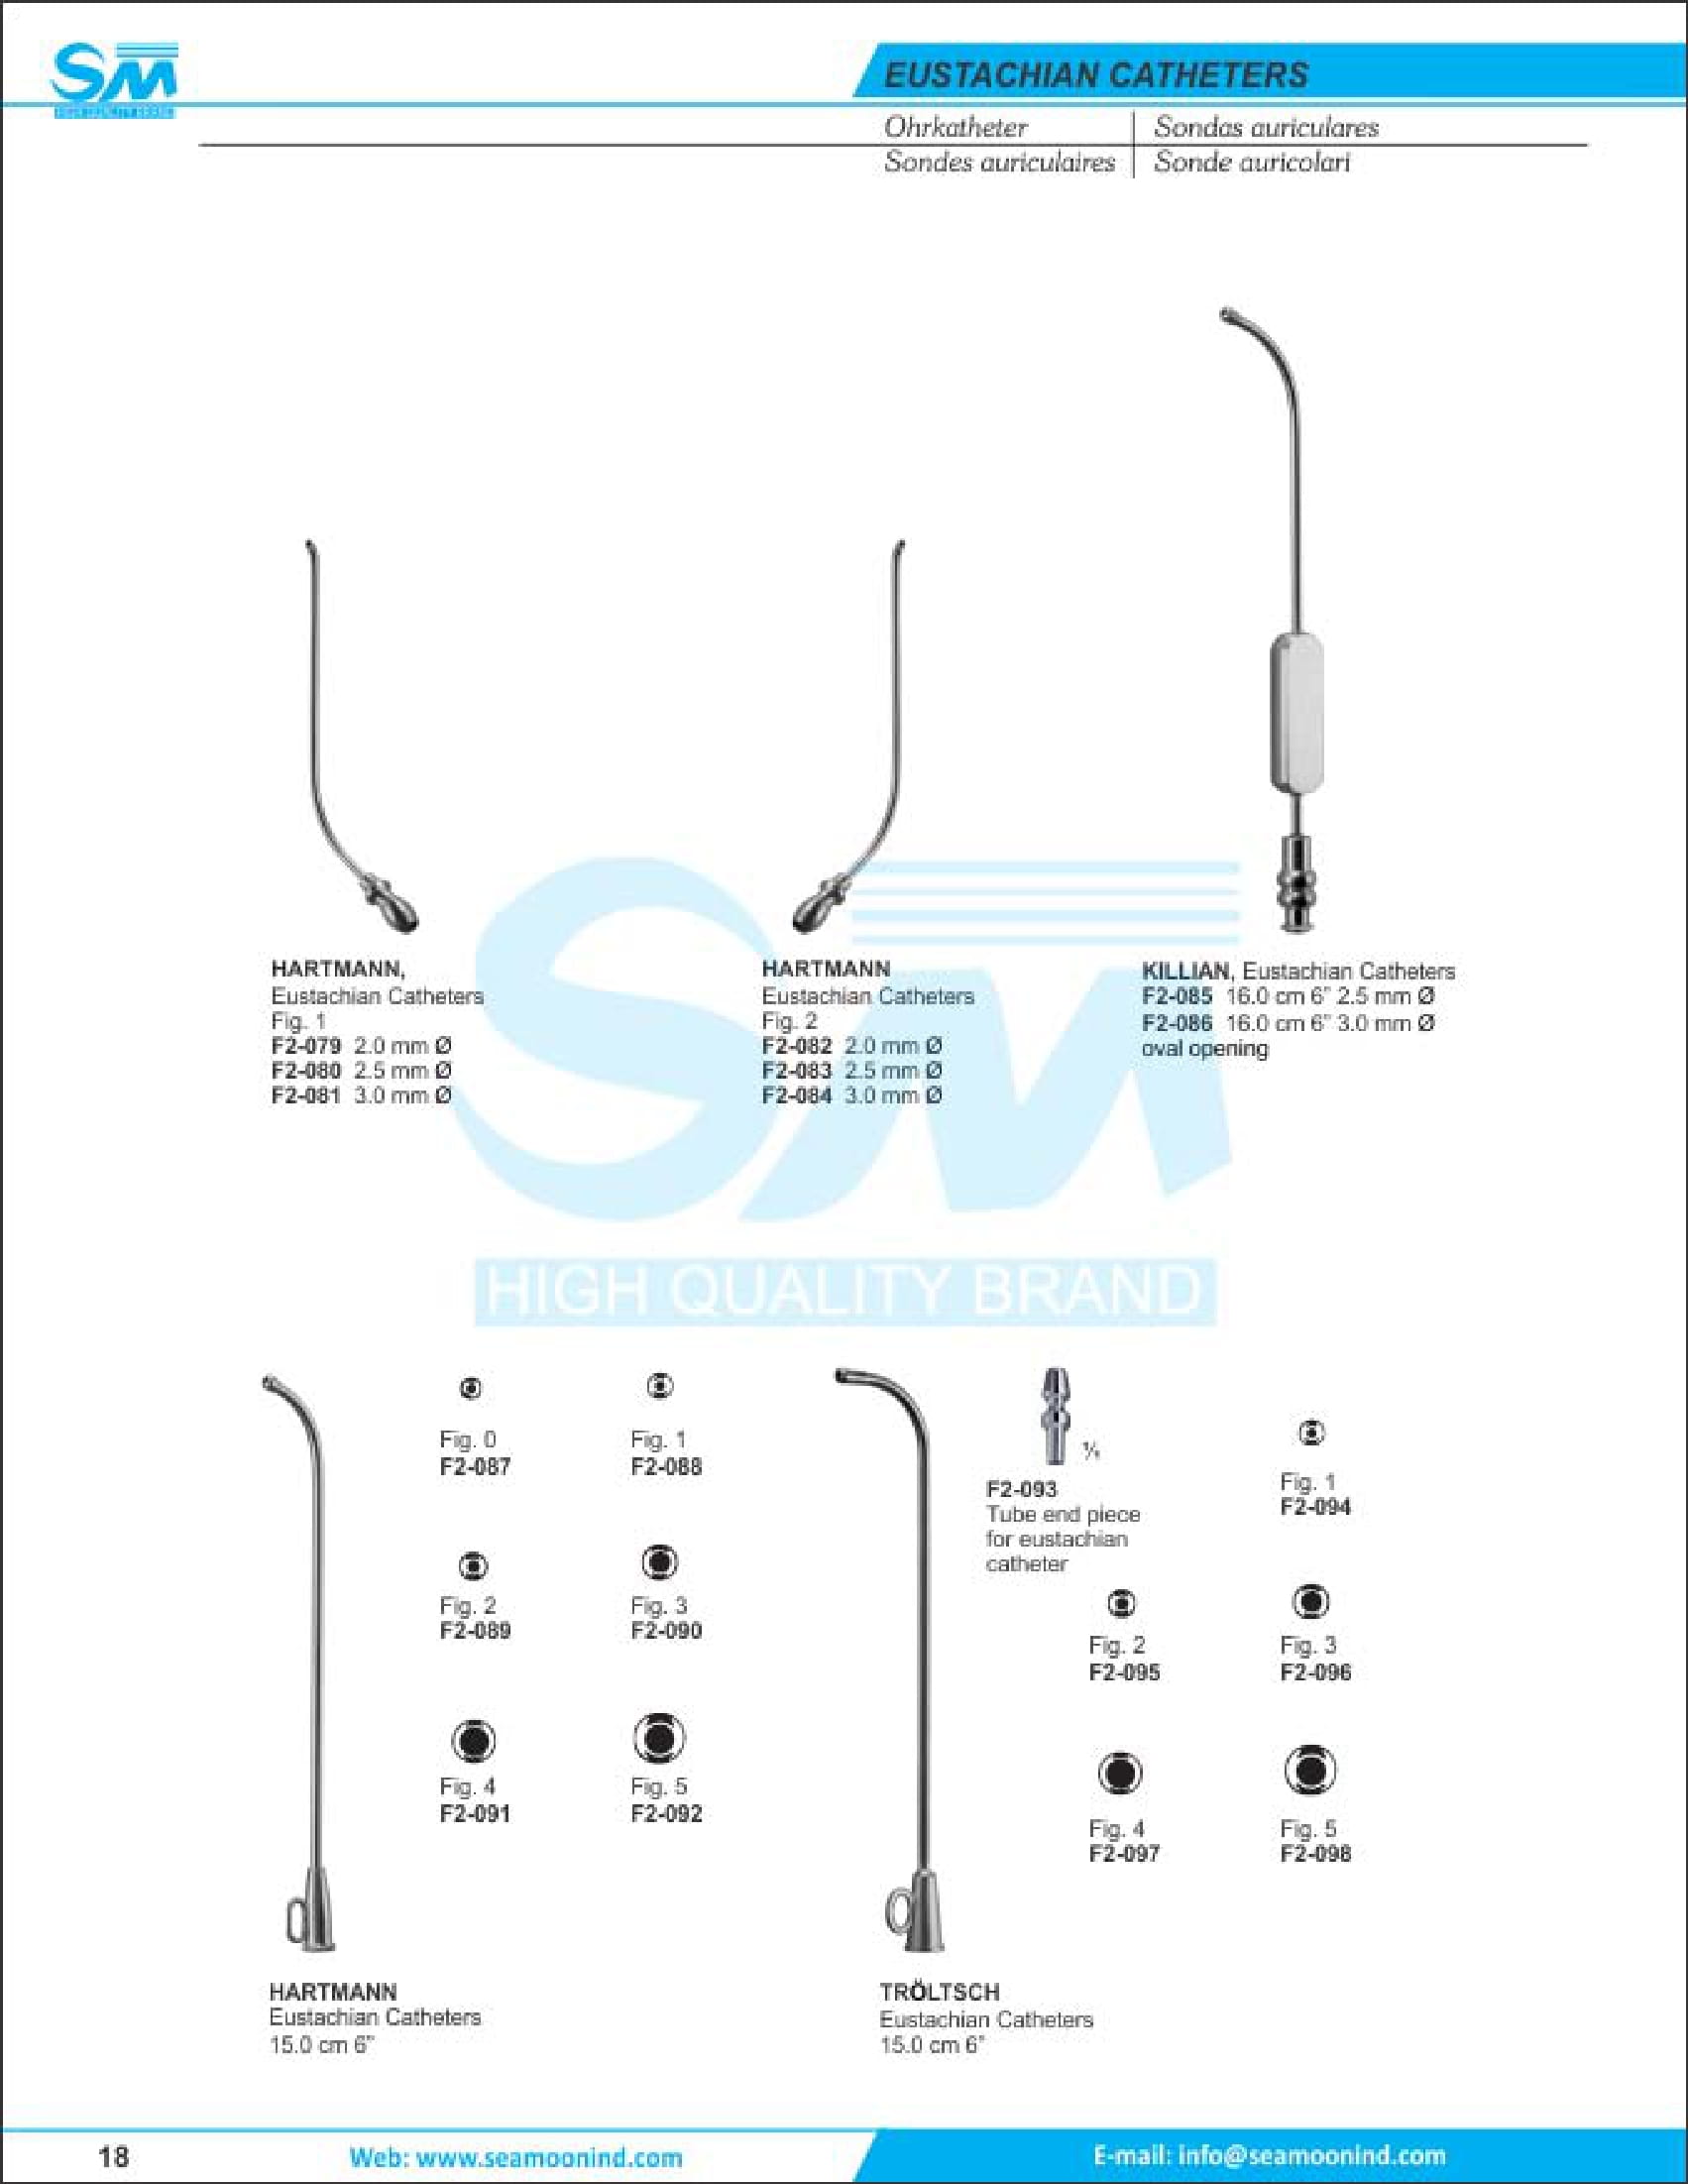 SM
EUSTACHIAN CATHETERS
Ohrkatheter
Sondas auriculares
Sondes auriculaires
Sonde auricolari
HARTMANN,
Eustachian Catheters
Fig. 1
F2-079 2.0 mm Ø
F2-080 2.5 mm Ø
F2-081 3.0 mm Ø
HARTMANN
Eustachian Catheters
Fig. 2
F2-082 2.0 mm Ø
F2-083 2.5 mm Ø
F2-084 3.0 mm Ø
KILLIAN, Eustachian Catheters
F2-085 16.0 cm 6" 2.5 mm Ø
F2-086 16.0 cm 6" 3.0 mm Ø
oval opening
SM
HIGH QUALITY BRAND
Fig. 0
F2-087
Fig. 1
F2-088
Fig. 2
F2-089
Fig. 3
F2-090
Fig. 4
F2-091
Fig. 5
F2-092
HARTMANN
Eustachian Catheters
15.0 cm 6"
F2-093
Tube end piece
for eustachian
catheter
Fig. 1
F2-094
Fig. 2
F2-095
Fig. 3
F2-096
Fig. 4
F2-097
Fig. 5
F2-098
TRÖLTSCH
Eustachian Catheters
15.0 cm 6"
18
Web: www.seamoonind.com
E-mail: info@seamoonind.com